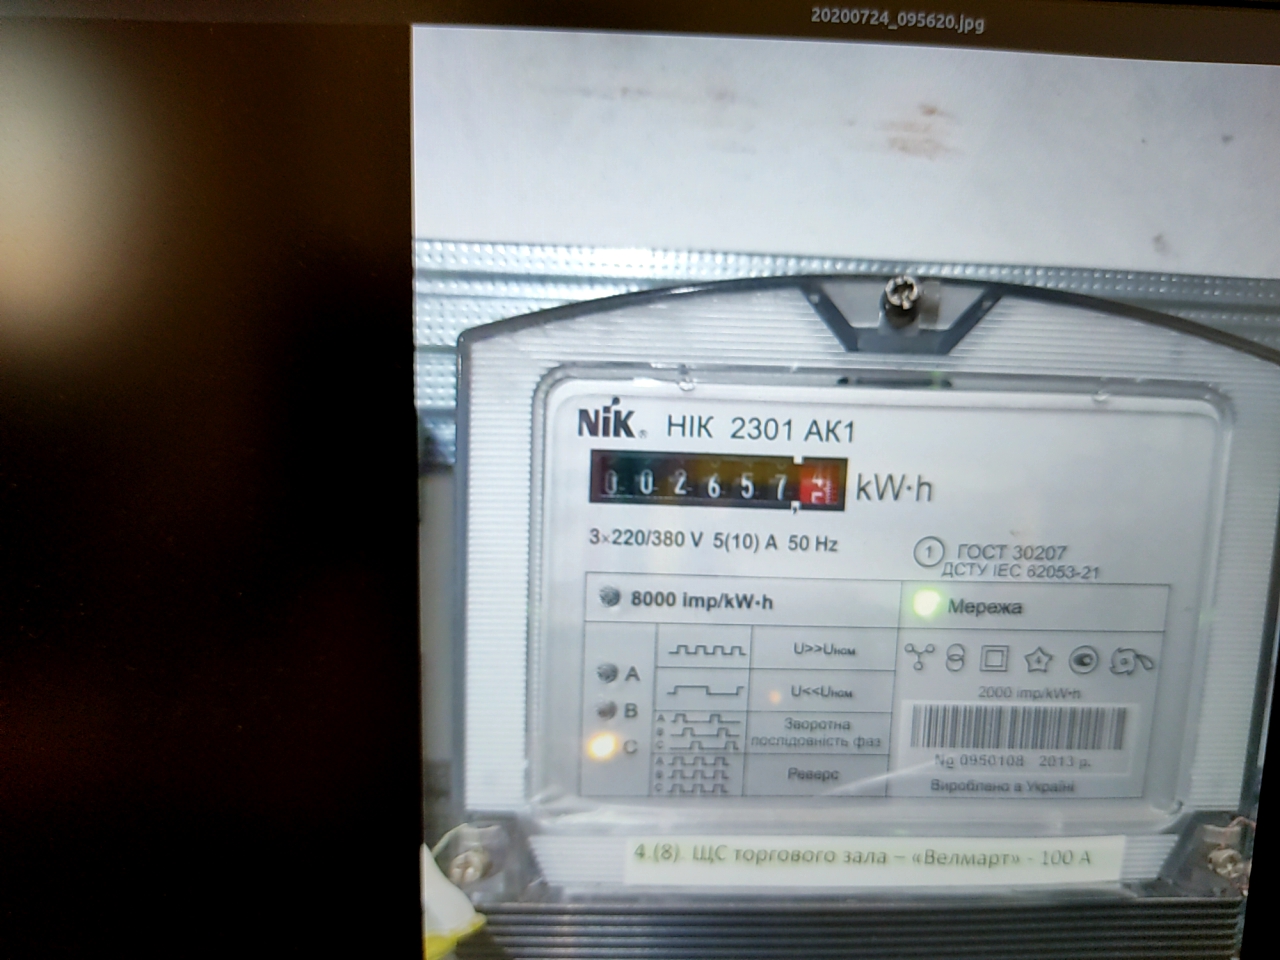 20200724_095620.jpg
NiK® НІК 2301 АК1
0 0 2 6 5 7 kW·h
3×220/380 V 5(10) A 50 Hz
1 ГОСТ 30207
ДСТУ IEC 62053-21
8000 imp/kW·h
Мережа
A
B
C
U>>Uном
U<<Uном
A
B
C
Зворотна
послідовність фаз
A
B
C
Реверс
2000 imp/kW·h
№ 0950108 2013 р.
Вироблено в Україні
4.(8). ЩС торгового зала – «Велмарт» - 100 А